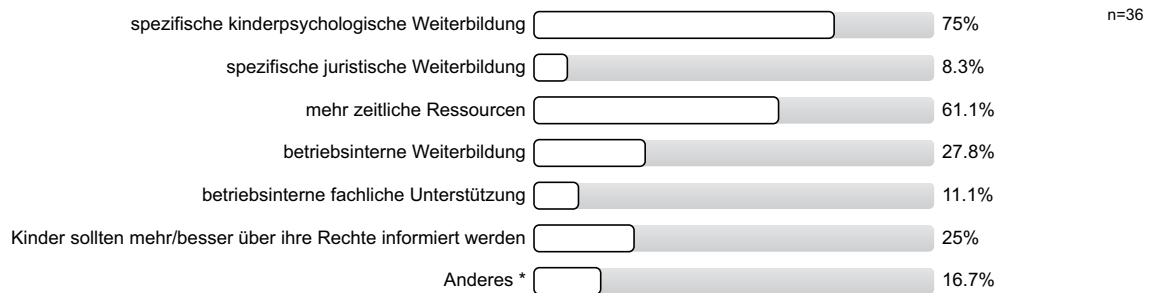 spezifische kinderpsychologische Weiterbildung 75% n=36
spezifische juristische Weiterbildung 8.3%
mehr zeitliche Ressourcen 61.1%
betriebsinterne Weiterbildung 27.8%
betriebsinterne fachliche Unterstützung 11.1%
Kinder sollten mehr/besser über ihre Rechte informiert werden 25%
Anderes * 16.7%